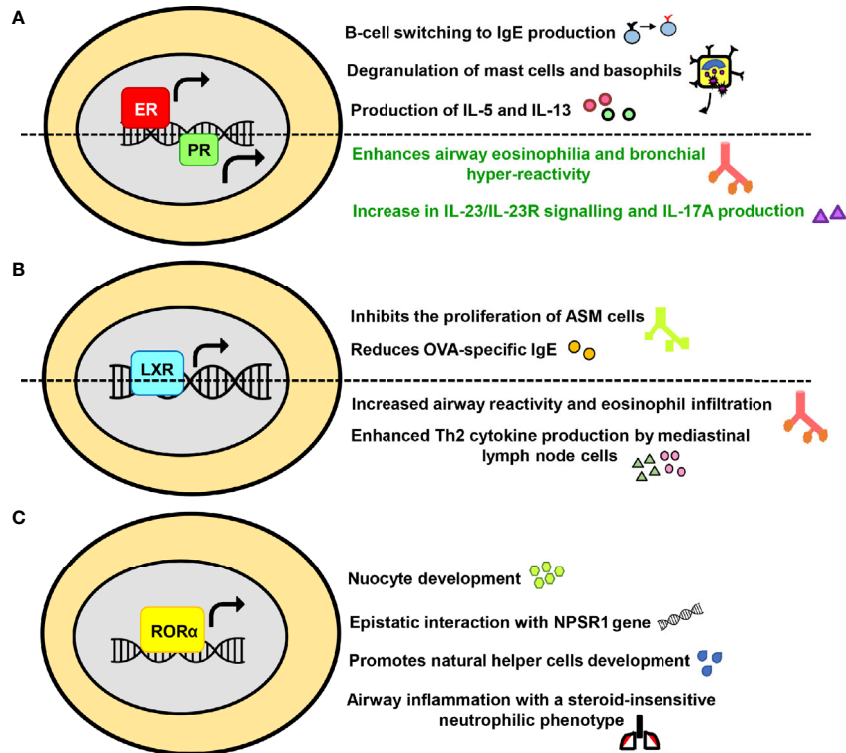 A
B-cell switching to IgE production
Degranulation of mast cells and basophils
Production of IL-5 and IL-13
ER
PR
Enhances airway eosinophilia and bronchial
hyper-reactivity
Increase in IL-23/IL-23R signalling and IL-17A production
B
Inhibits the proliferation of ASM cells
Reduces OVA-specific IgE
LXR
Increased airway reactivity and eosinophil infiltration
Enhanced Th2 cytokine production by mediastinal
lymph node cells
C
Nuocyte development
Epistatic interaction with NPSR1 gene
RORα
Promotes natural helper cells development
Airway inflammation with a steroid-insensitive
neutrophilic phenotype